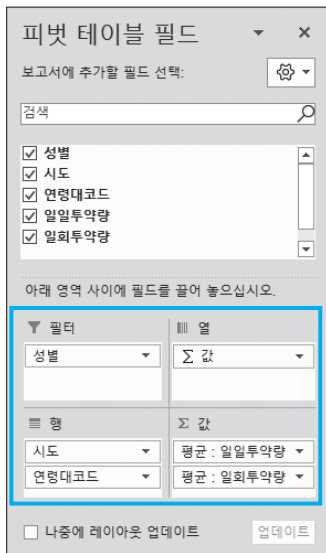 피벗 테이블 필드
보고서에 추가할 필드 선택:
검색
성별
시도
연령대코드
일일투약량
일회투약량
아래 영역 사이에 필드를 끌어 놓으십시오.
필터
성별
열
Σ 값
행
시도
연령대코드
Σ 값
평균 : 일일투약량
평균 : 일회투약량
나중에 레이아웃 업데이트
업데이트